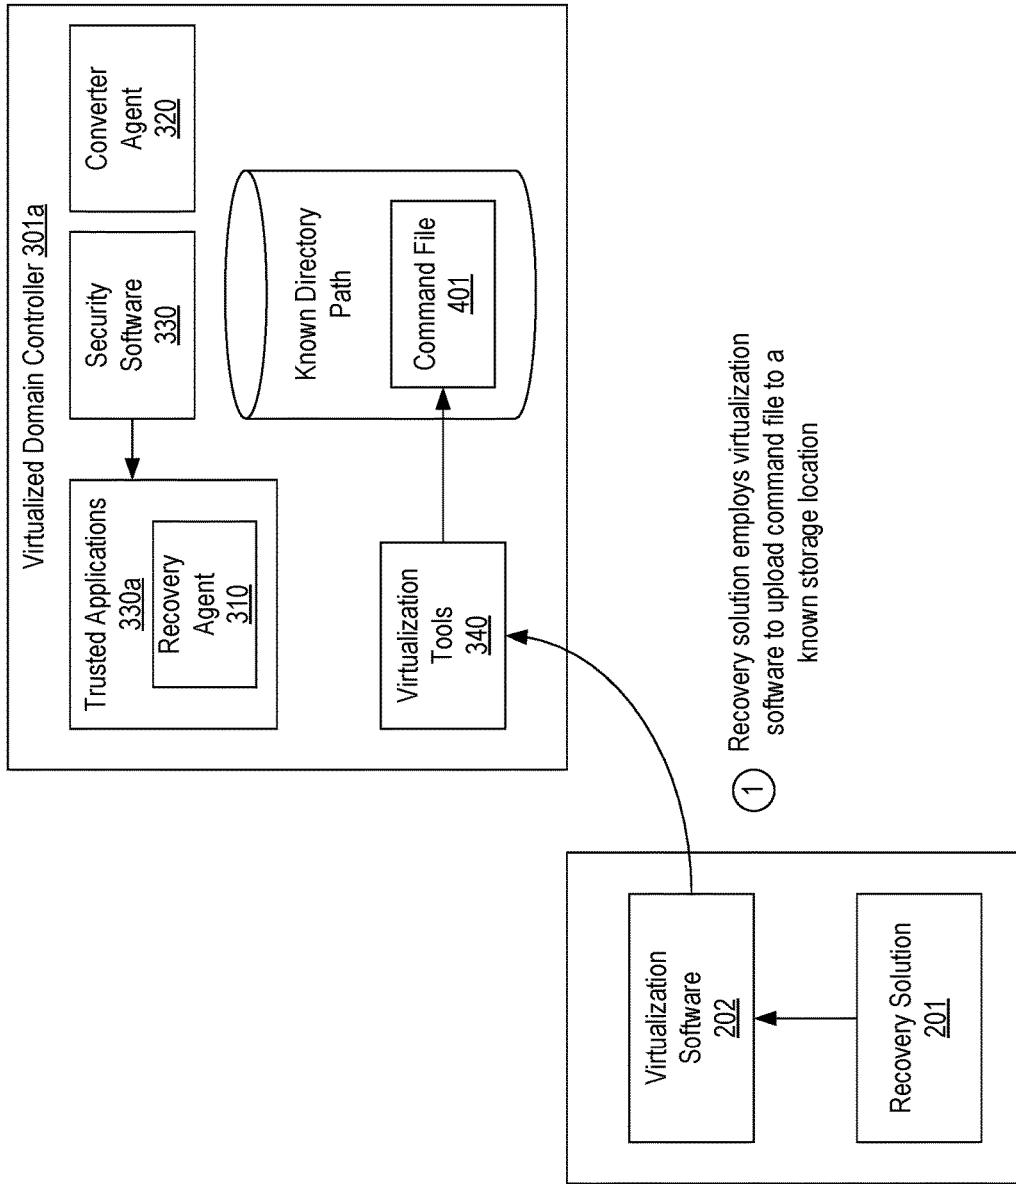 Virtualized Domain Controller 301a
Trusted Applications
330a
Recovery
Agent
310
Security
Software
330
Converter
Agent
320
Virtualization
Tools
340
Known Directory
Path
Command File
401
1
Recovery solution employs virtualization
software to upload command file to a
known storage location
Virtualization
Software
202
Recovery Solution
201